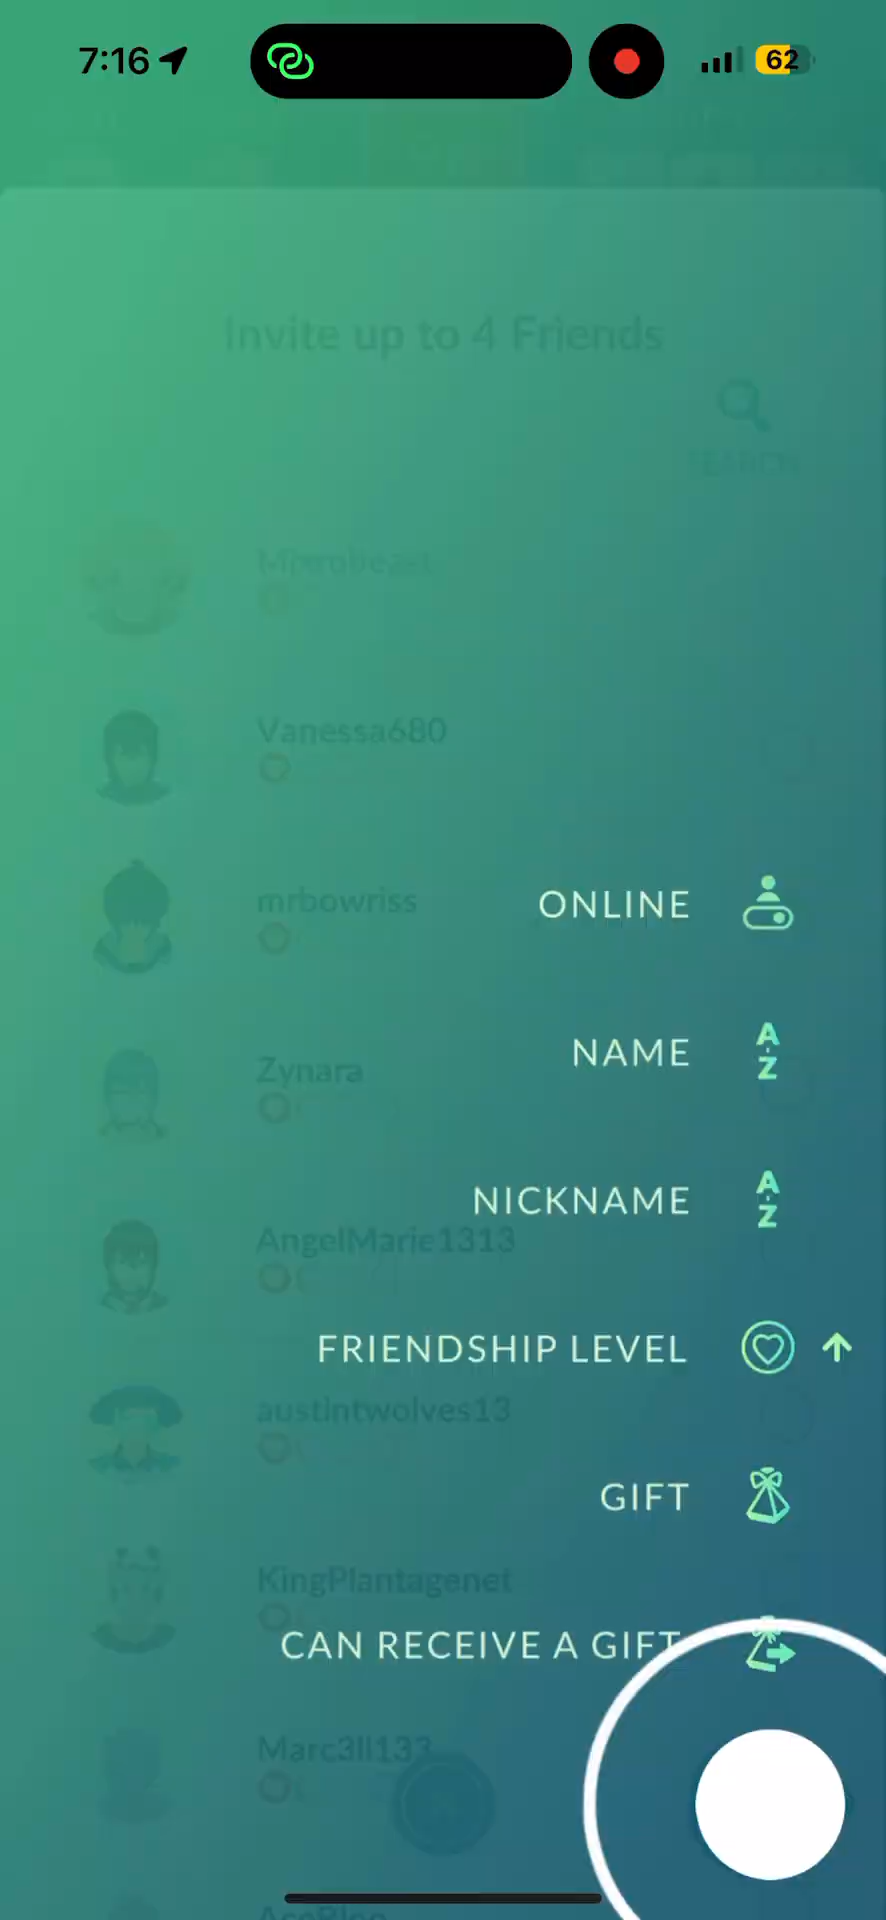 7:16
62
Invite up to 4 Friends
SEARCH
Vanessa680
mrbowriss
ONLINE
Zynara
NAME
A
Z
NICKNAME
A
Z
AngelMarie1313
FRIENDSHIP LEVEL
austintwolves13
GIFT
KingPlantagenet
CAN RECEIVE A GIFT
Marc3ll133